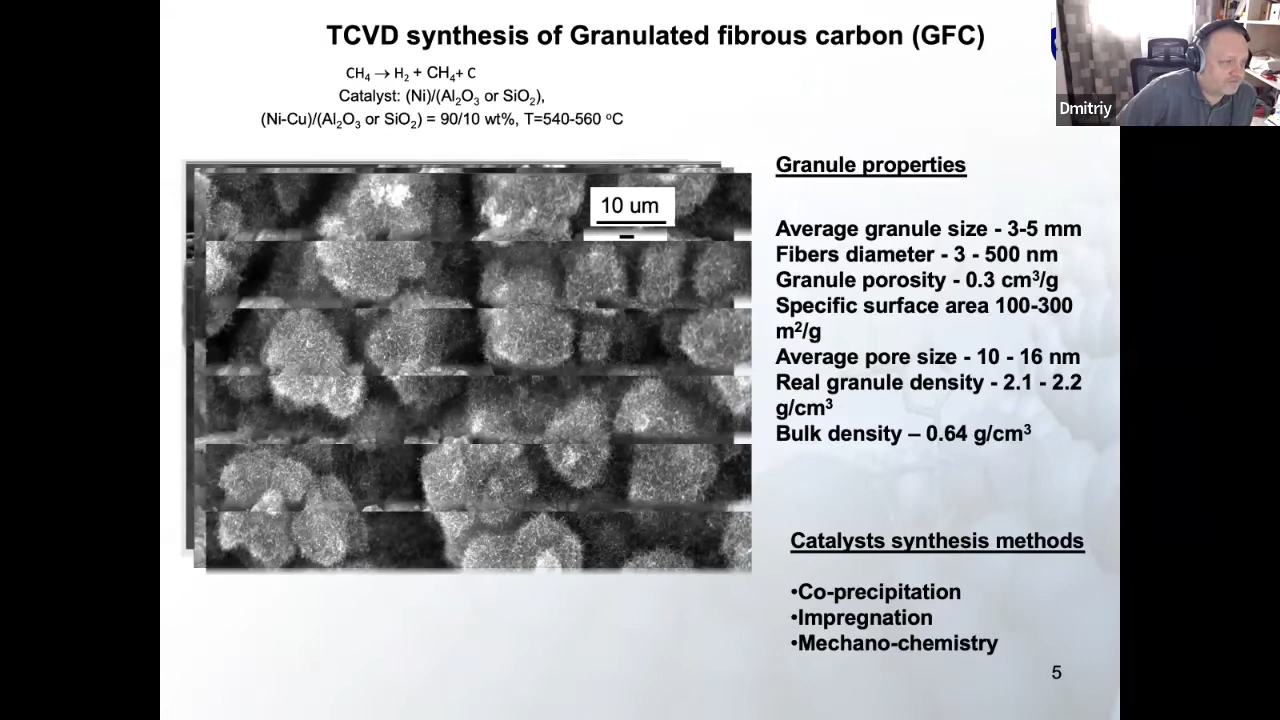 TCVD synthesis of Granulated fibrous carbon (GFC)
CH₄ → H₂ + CH₄+ C
Catalyst: (Ni)/(Al₂O₃ or SiO₂),
(Ni-Cu)/(Al₂O₃ or SiO₂) = 90/10 wt%, T=540-560 ºC
Dmitriy
10 um
Granule properties
Average granule size - 3-5 mm
Fibers diameter - 3 - 500 nm
Granule porosity - 0.3 cm³/g
Specific surface area 100-300
m²/g
Average pore size - 10 - 16 nm
Real granule density - 2.1 - 2.2
g/cm³
Bulk density – 0.64 g/cm³
Catalysts synthesis methods
•Co-precipitation
•Impregnation
•Mechano-chemistry
5